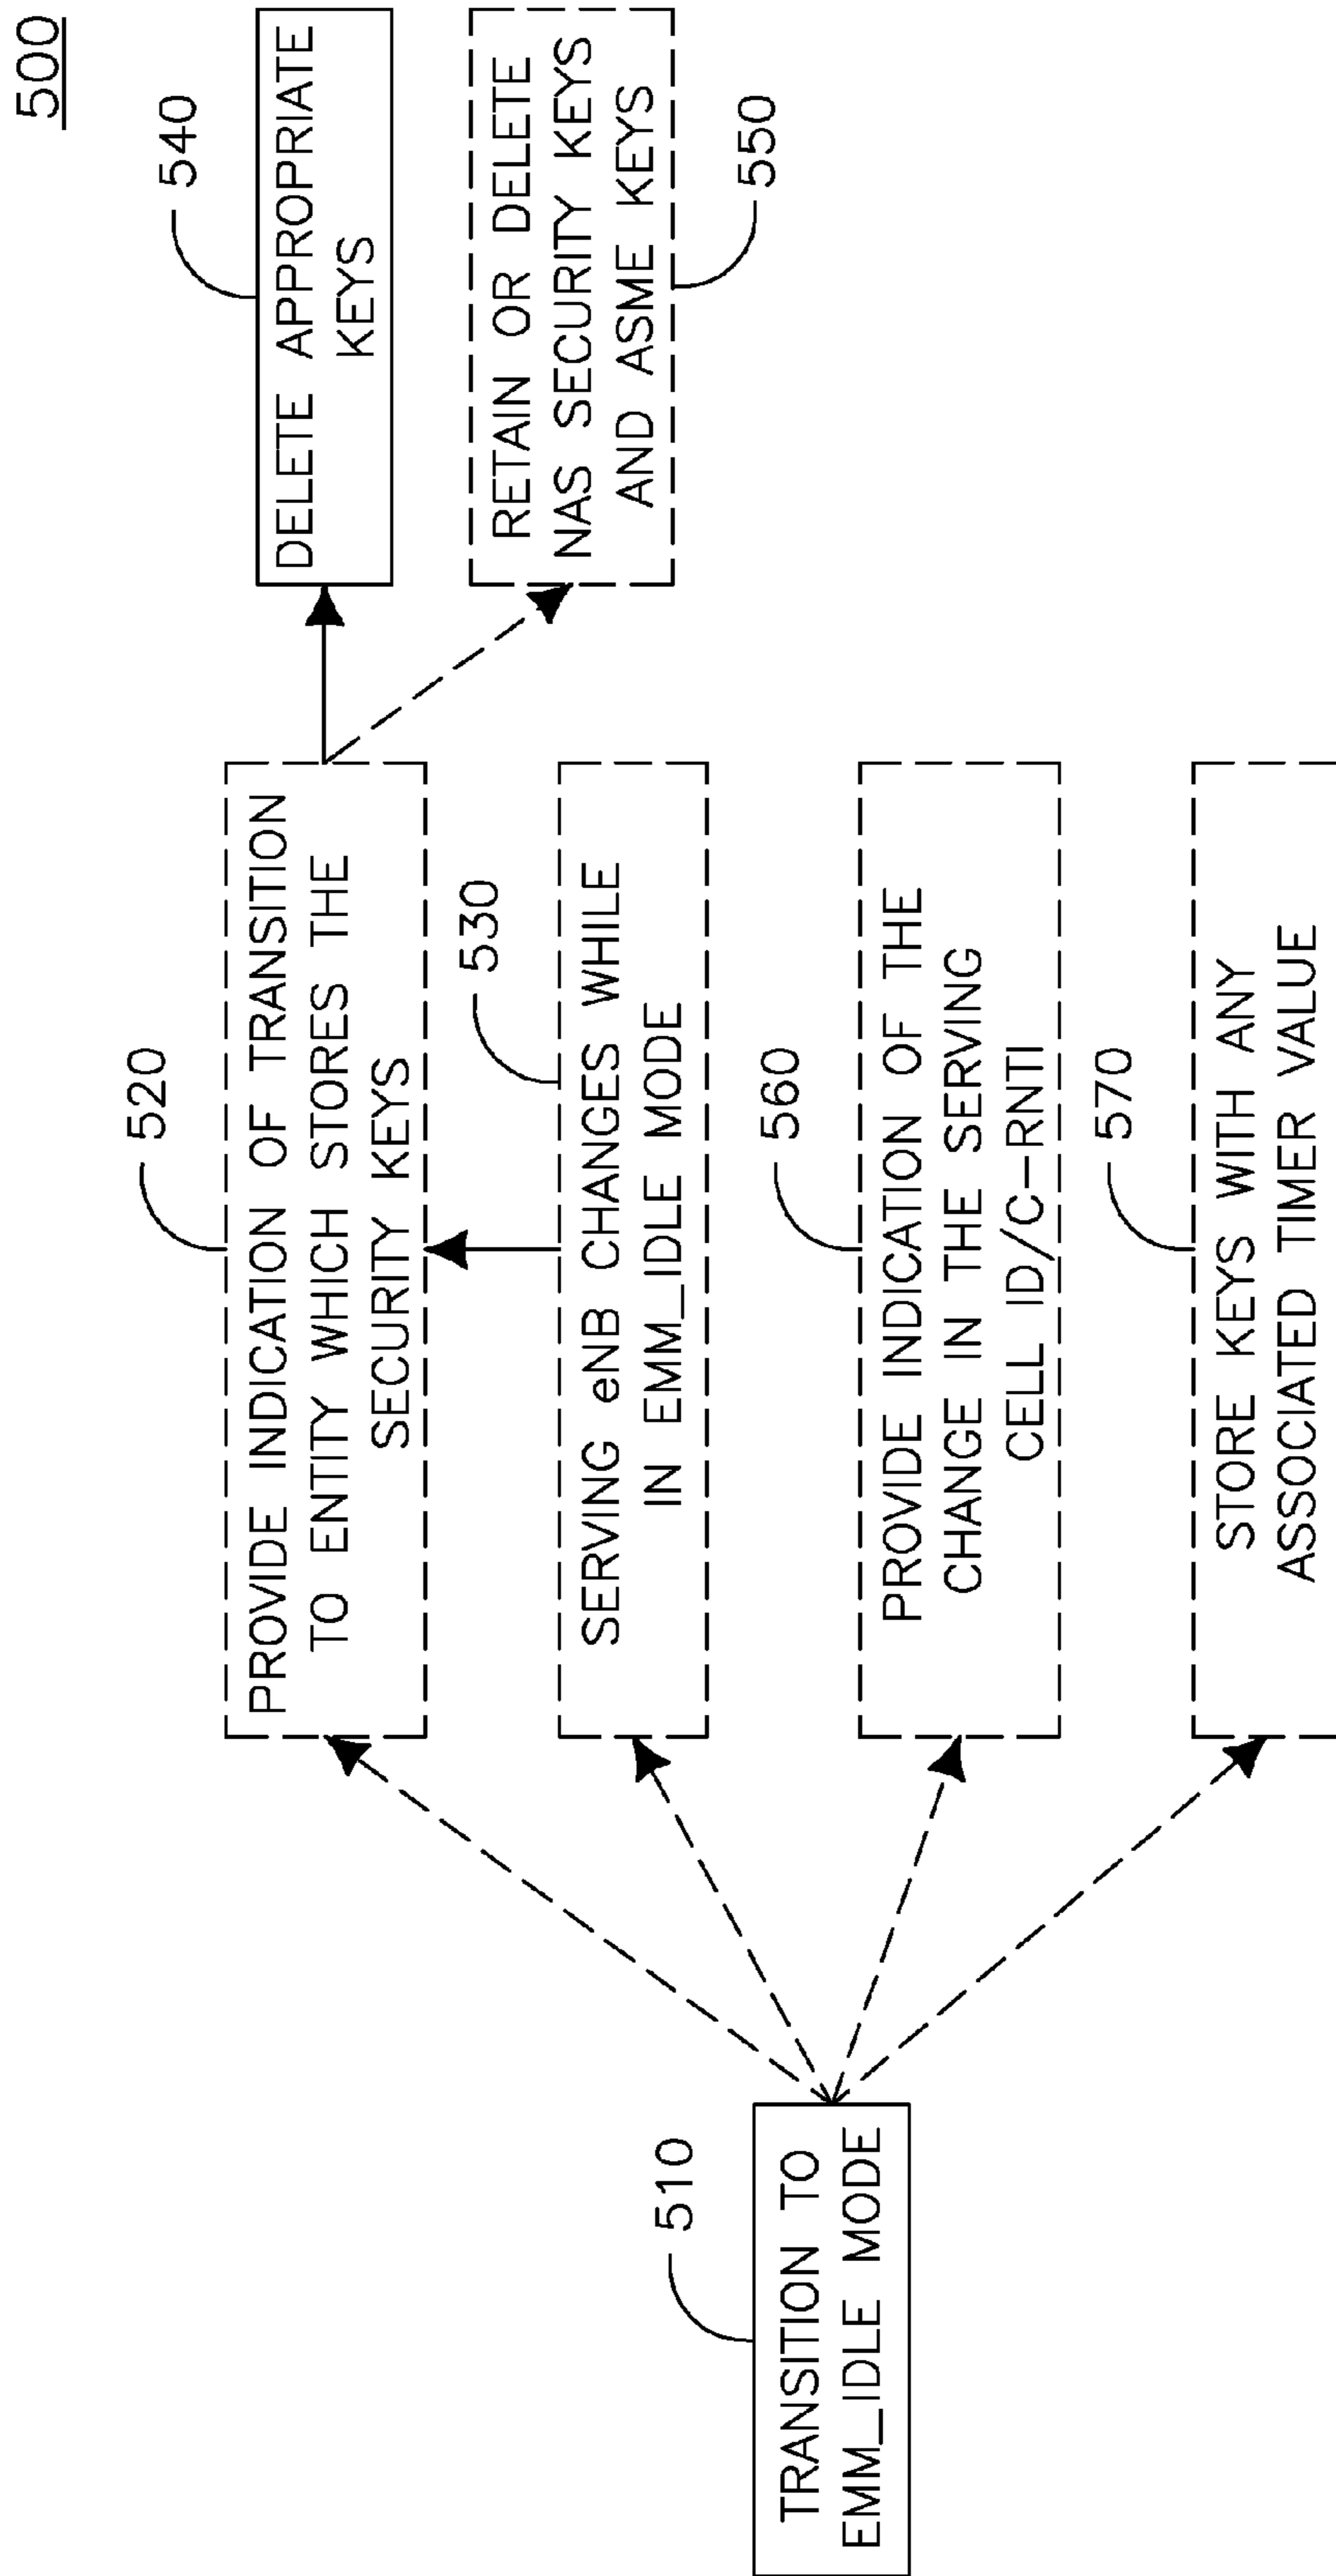 500
510
TRANSITION TO
EMM_IDLE MODE
520
PROVIDE INDICATION OF TRANSITION
TO ENTITY WHICH STORES THE
SECURITY KEYS
530
SERVING eNB CHANGES WHILE
IN EMM_IDLE MODE
560
PROVIDE INDICATION OF THE
CHANGE IN THE SERVING
CELL ID/C-RNTI
570
STORE KEYS WITH ANY
ASSOCIATED TIMER VALUE
540
DELETE APPROPRIATE
KEYS
RETAIN OR DELETE
NAS SECURITY KEYS
AND ASME KEYS
550